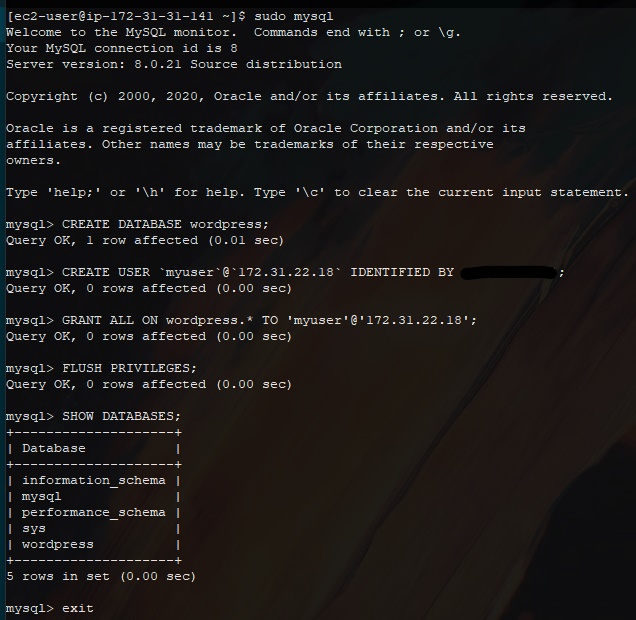 [ec2-user@ip-172-31-31-141 ~]$ sudo mysql
Welcome to the MySQL monitor.  Commands end with ; or \g.
Your MySQL connection id is 8
Server version: 8.0.21 Source distribution
Copyright (c) 2000, 2020, Oracle and/or its affiliates. All rights reserved.
Oracle is a registered trademark of Oracle Corporation and/or its
affiliates. Other names may be trademarks of their respective
owners.
Type 'help;' or '\h' for help. Type '\c' to clear the current input statement.
mysql> CREATE DATABASE wordpress;
Query OK, 1 row affected (0.01 sec)
mysql> CREATE USER `myuser`@`172.31.22.18` IDENTIFIED BY ;
Query OK, 0 rows affected (0.00 sec)
mysql> GRANT ALL ON wordpress.* TO 'myuser'@'172.31.22.18';
Query OK, 0 rows affected (0.00 sec)
mysql> FLUSH PRIVILEGES;
Query OK, 0 rows affected (0.00 sec)
mysql> SHOW DATABASES;
+--------------------+
| Database           |
+--------------------+
| information_schema |
| mysql              |
| performance_schema |
| sys                |
| wordpress          |
+--------------------+
5 rows in set (0.00 sec)
mysql> exit